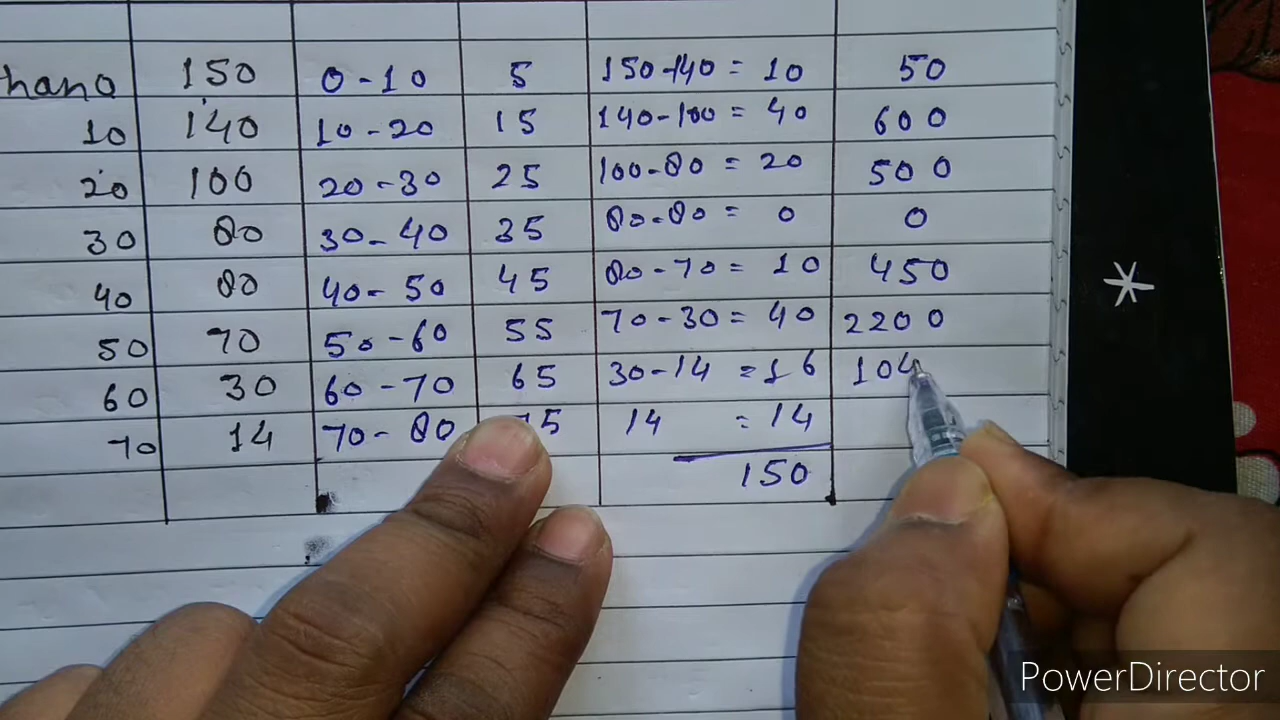 than 0 150 0-10 5 150-140 = 10 50
10 140 10-20 15 140-100 = 40 600
20 100 20-30 25 100-80 = 20 500
30 80 30-40 35 80-80 = 0 0
40 80 40-50 45 80-70 = 10 450
50 70 50-60 55 70-30 = 40 2200
60 30 60-70 65 30-14 = 16 104
70 14 70-80 75 14 = 14
150
PowerDirector